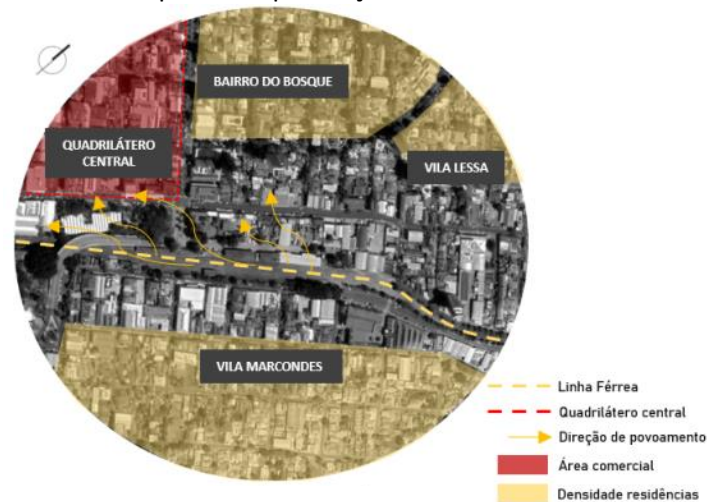 BAIRRO DO BOSQUE
QUADRILÁTERO
CENTRAL
VILA LESSA
VILA MARCONDES
Linha Férrea
Quadrilátero central
Direção de povoamento
Área comercial
Densidade residências